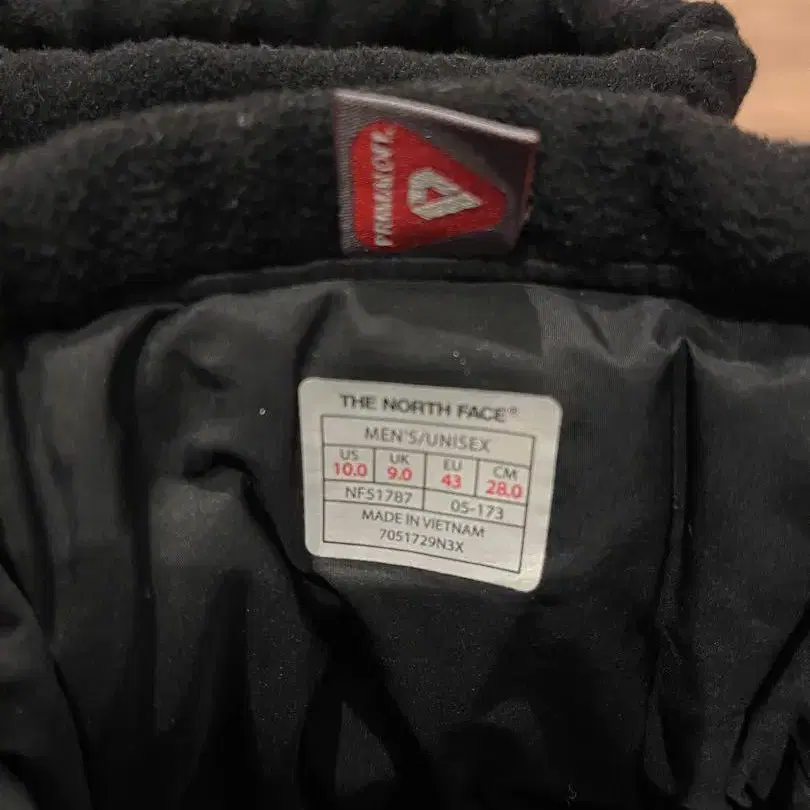 PRIMALOFT
THE NORTH FACE®
MEN'S/UNISEX
US UK EU CM
10.0 9.0 43 28.0
NF51787 05-173
MADE IN VIETNAM
7051729N3X